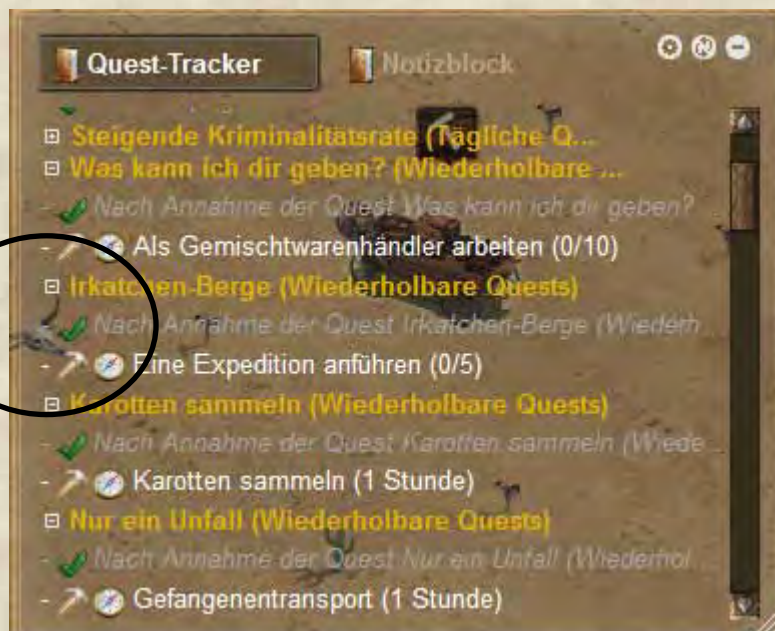 Quest-Tracker
Notizblock
Steigende Kriminalitätsrate (Tägliche Q...
Was kann ich dir geben? (Wiederholbare ...
- Nach Annahme der Quest Was kann ich dir geben?
- Als Gemischtwarenhändler arbeiten (0/10)
Irkatchen-Berge (Wiederholbare Quests)
- Nach Annahme der Quest Irkatchen-Berge (Wiederh...
- Eine Expedition anführen (0/5)
Karotten sammeln (Wiederholbare Quests)
- Nach Annahme der Quest Karotten sammeln (Wiede...
- Karotten sammeln (1 Stunde)
Nur ein Unfall (Wiederholbare Quests)
- Nach Annahme der Quest Nur ein Unfall (Wiederhol...
- Gefangenentransport (1 Stunde)